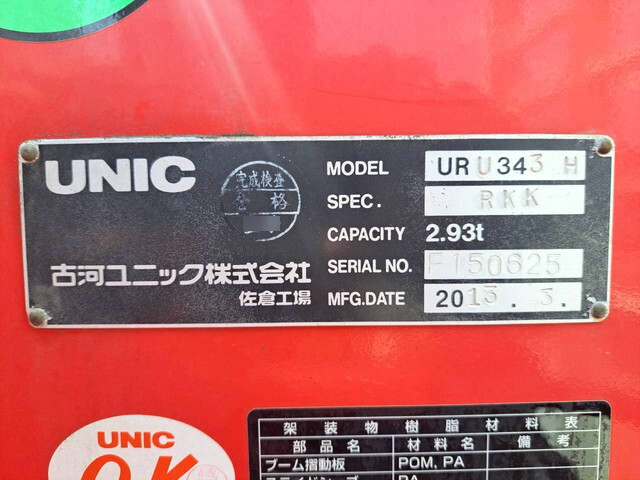 UNIC
完成検査
合格
MODEL URU343H
SPEC. RKK
CAPACITY 2.93t
SERIAL NO. F150625
MFG.DATE 2013.3.
古河ユニック株式会社
佐倉工場
UNIC
O.K
架装物樹脂材料表
部品名 材料名 備考
ブーム摺動板 POM, PA